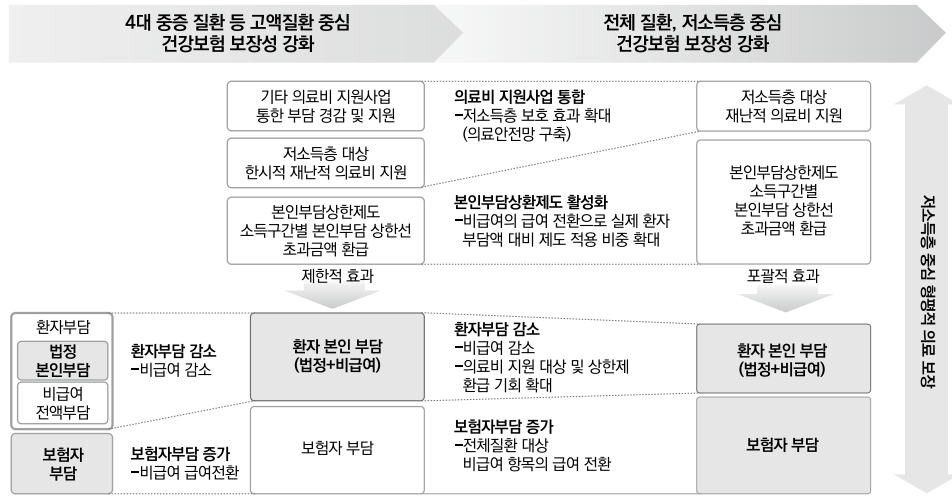 4대 중증 질환 등 고액질환 중심
건강보험 보장성 강화
전체 질환, 저소득층 중심
건강보험 보장성 강화
기타 의료비 지원사업
통한 부담 경감 및 지원
저소득층 대상
한시적 재난적 의료비 지원
본인부담상한제도
소득구간별 본인부담 상한선
초과금액 환급
제한적 효과
의료비 지원사업 통합
–저소득층 보호 효과 확대
(의료안전망 구축)
본인부담상환제도 활성화
–비급여의 급여 전환으로 실제 환자
부담액 대비 제도 적용 비중 확대
저소득층 대상
재난적 의료비 지원
본인부담상한제도
소득구간별
본인부담 상한선
초과금액 환급
포괄적 효과
저소득층 중심 형평적 의료 보장
환자부담
법정
본인부담
비급여
전액부담
보험자
부담
환자부담 감소
–비급여 감소
보험자부담 증가
–비급여 급여전환
환자 본인 부담
(법정+비급여)
보험자 부담
환자부담 감소
–비급여 감소
–의료비 지원 대상 및 상한제
환급 기회 확대
보험자부담 증가
–전체질환 대상
비급여 항목의 급여 전환
환자 본인 부담
(법정+비급여)
보험자 부담